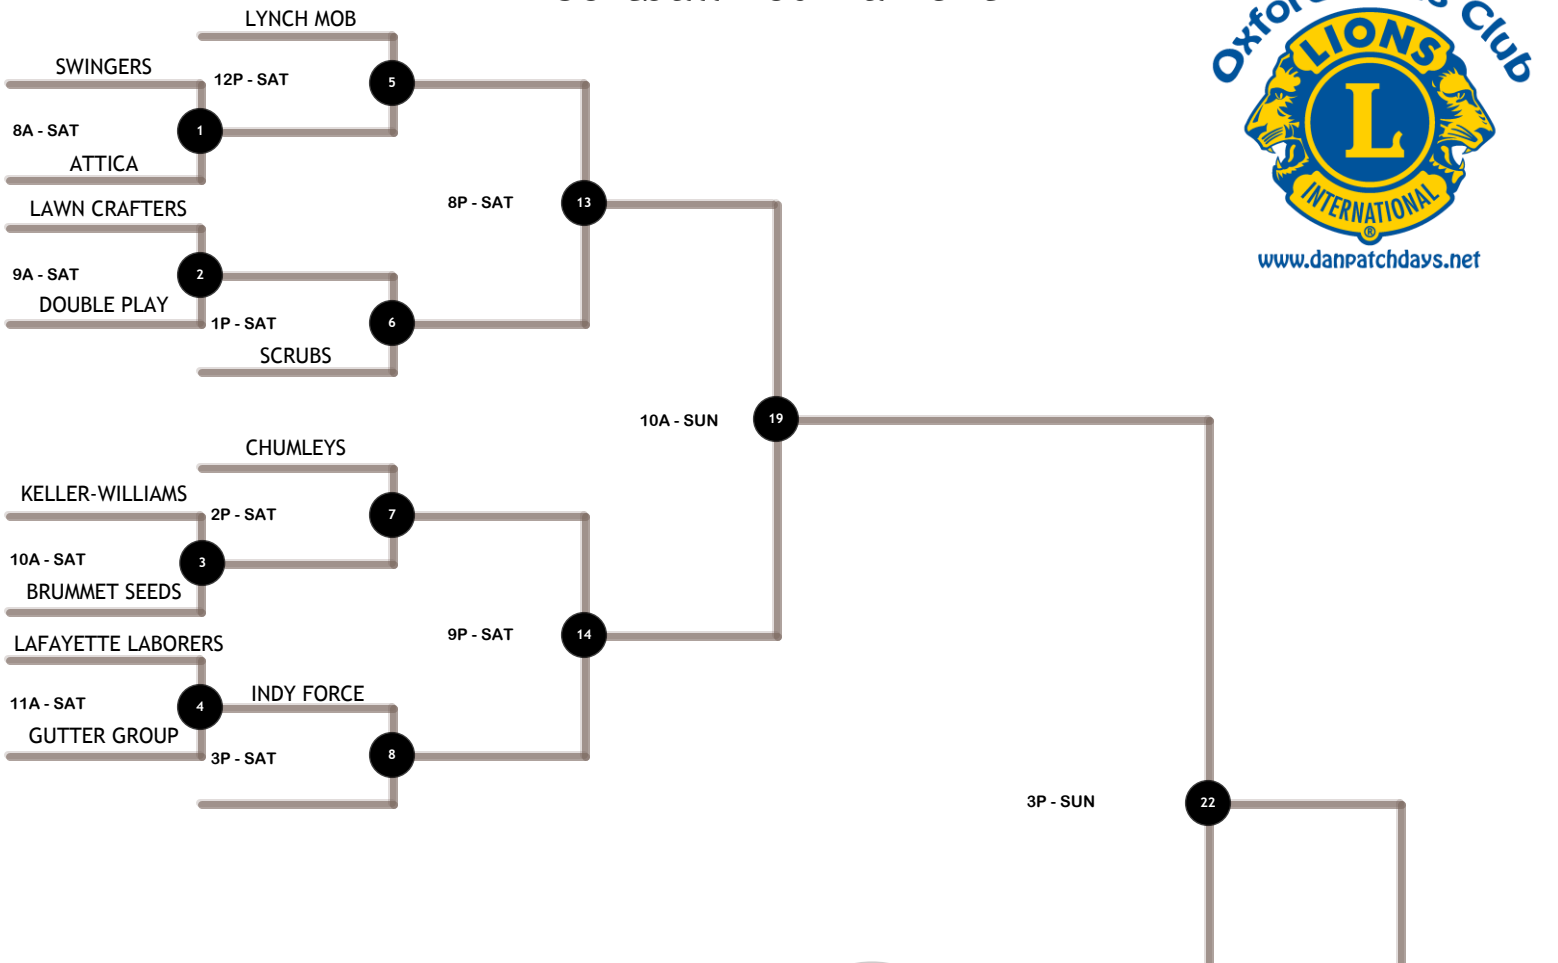 LYNCH MOB
SWINGERS
12P - SAT
5
8A - SAT
1
ATTICA
LAWN CRAFTERS
8P - SAT
13
9A - SAT
2
DOUBLE PLAY
1P - SAT
6
SCRUBS
10A - SUN
19
CHUMLEYS
KELLER-WILLIAMS
2P - SAT
7
10A - SAT
3
BRUMMET SEEDS
LAFAYETTE LABORERS
9P - SAT
14
INDY FORCE
11A - SAT
4
GUTTER GROUP
3P - SAT
8
3P - SUN
22
Club
LIONS
L
INTERNATIONAL
®
www.danpatchdays.net